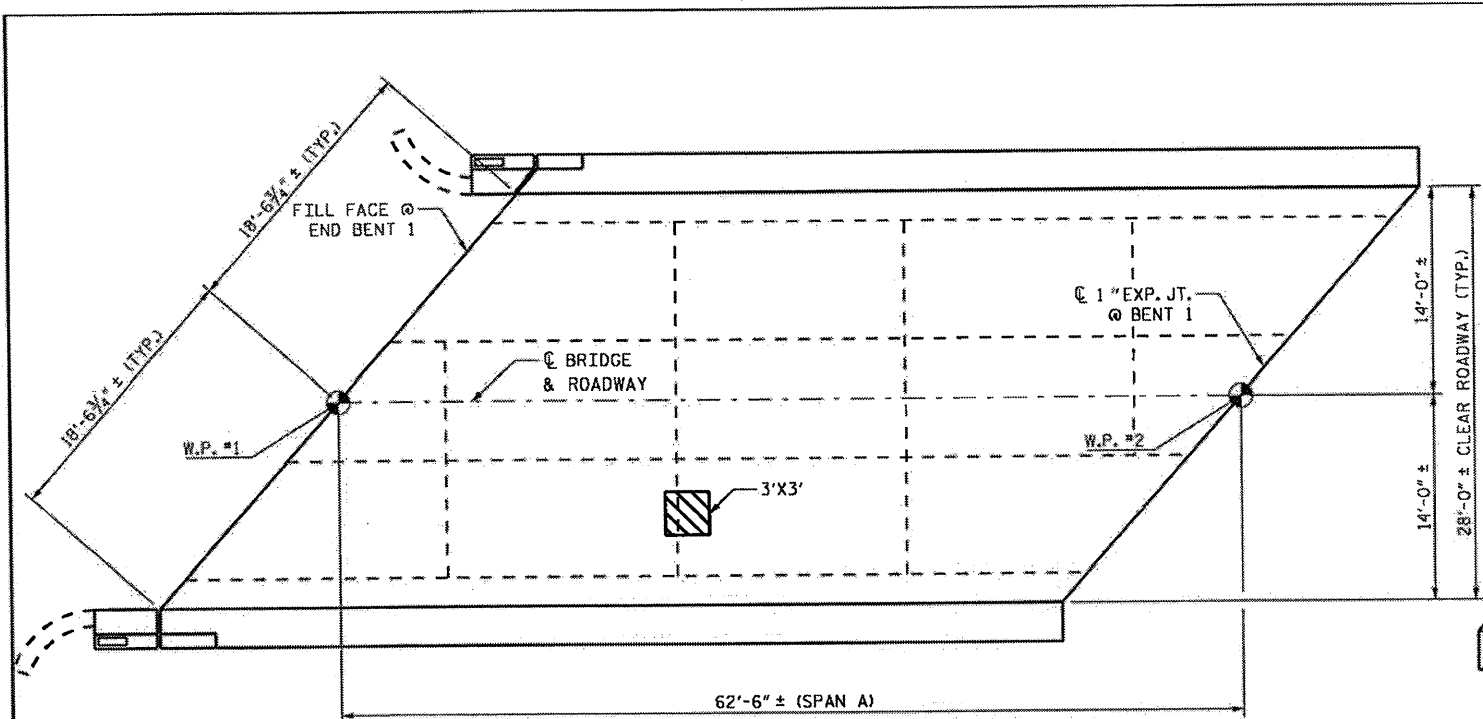 18'-6¾" ± (TYP.)
18'-6¾" ± (TYP.)
FILL FACE @
END BENT 1
℄ BRIDGE
& ROADWAY
℄ 1" EXP. JT.
@ BENT 1
W.P. #1
W.P. #2
3'X3'
14'-0" ±
14'-0" ±
28'-0" ± CLEAR ROADWAY (TYP.)
62'-6" ± (SPAN A)